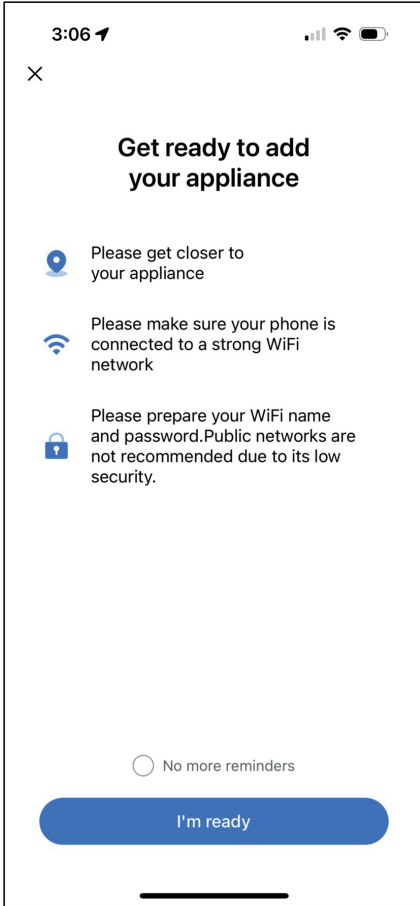 3:06
Get ready to add
your appliance
Please get closer to
your appliance
Please make sure your phone is
connected to a strong WiFi
network
Please prepare your WiFi name
and password.Public networks are
not recommended due to its low
security.
No more reminders
I'm ready